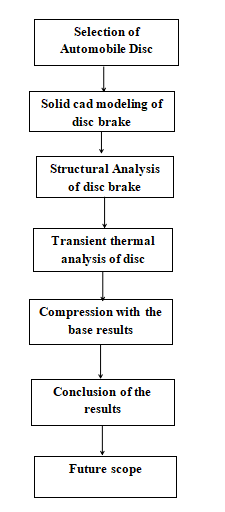 Selection of
Automobile Disc
Solid cad modeling of
disc brake
Structural Analysis
of disc brake
Transient thermal
analysis of disc
Compression with the
base results
Conclusion of the
results
Future scope